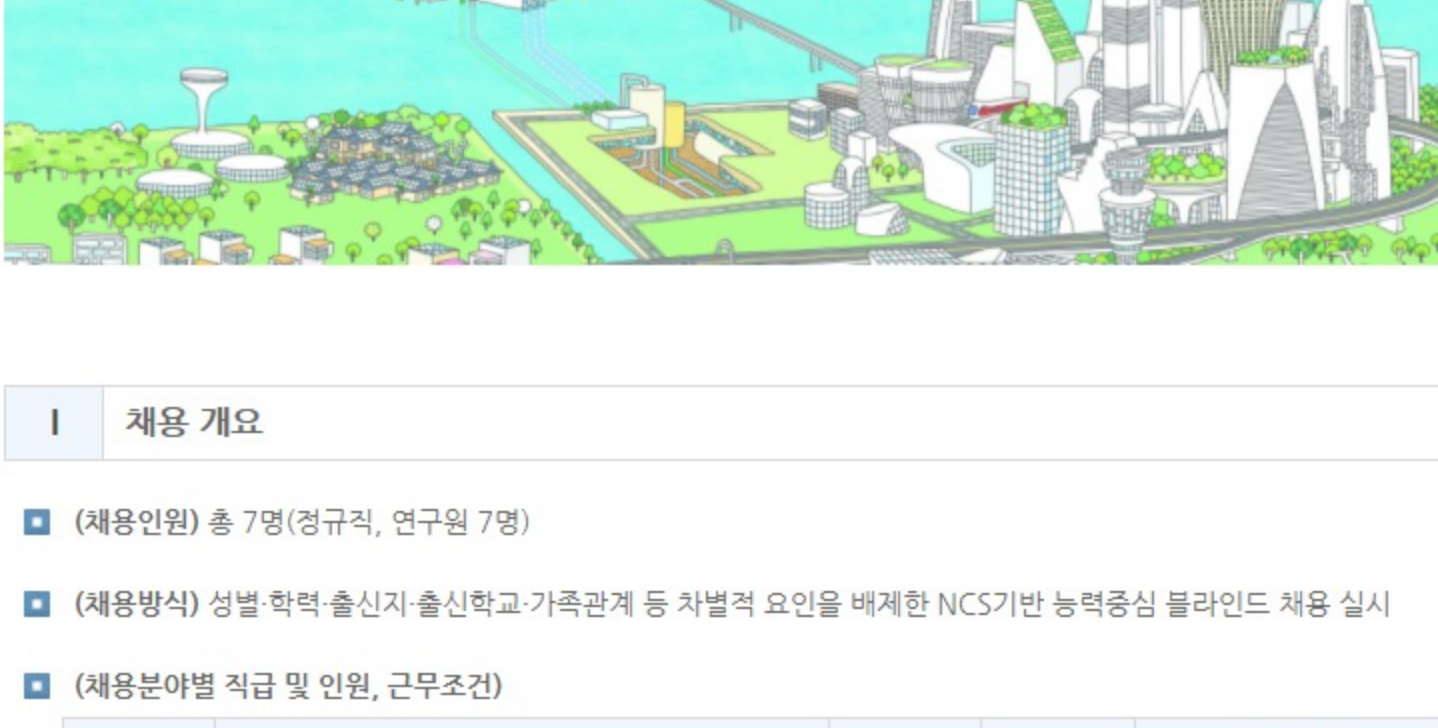 I 채용 개요
(채용인원) 총 7명(정규직, 연구원 7명)
(채용방식) 성별·학력·출신지·출신학교·가족관계 등 차별적 요인을 배제한 NCS기반 능력중심 블라인드 채용 실시
(채용분야별 직급 및 인원, 근무조건)